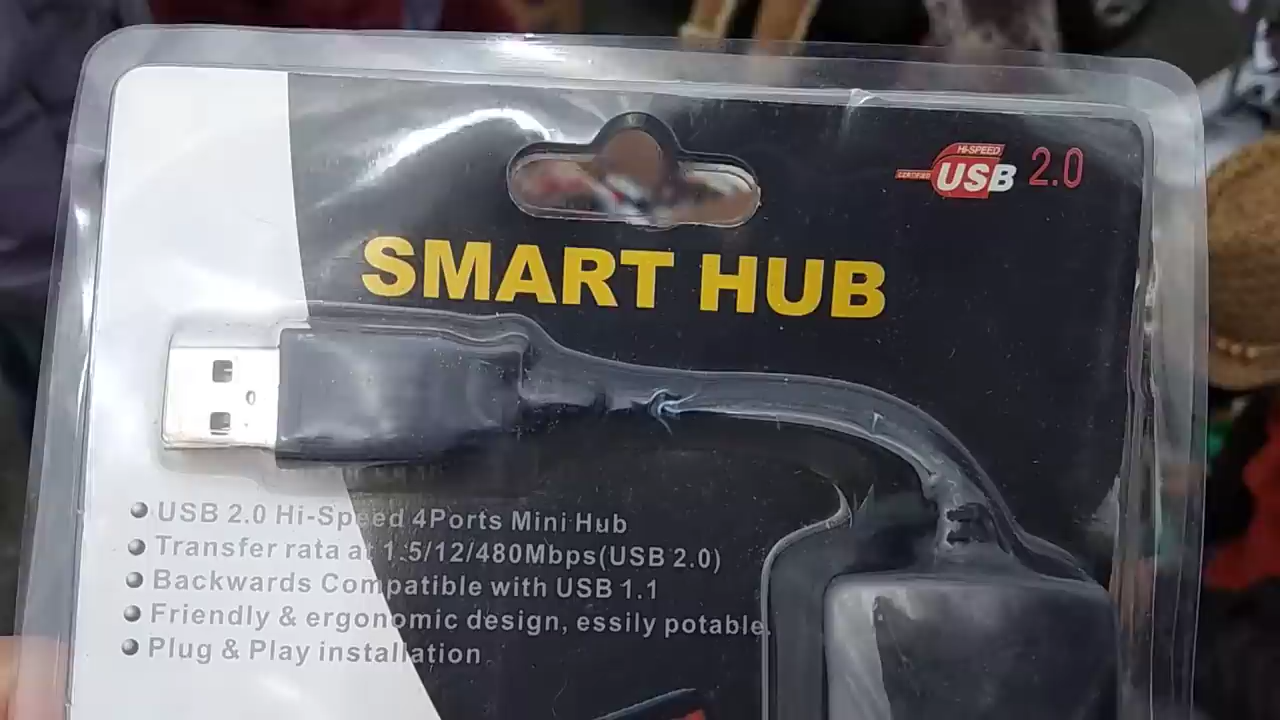 HI-SPEED
CERTIFIED USB 2.0
SMART HUB
USB 2.0 Hi-Speed 4Ports Mini Hub
Transfer rata at 1.5/12/480Mbps(USB 2.0)
Backwards Compatible with USB 1.1
Friendly & ergonomic design, essily potable.
Plug & Play installation